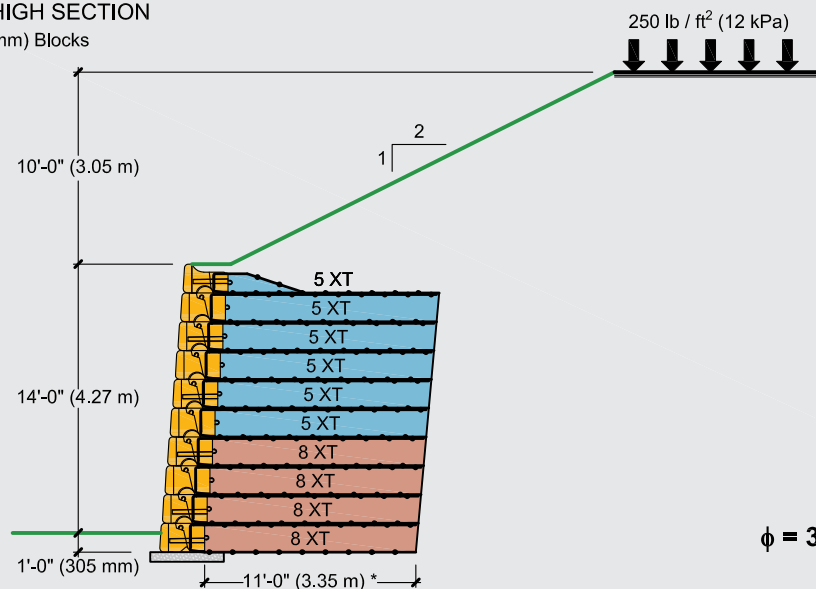 HIGH SECTION
mm) Blocks
250 lb / ft² (12 kPa)
2
1
10'-0" (3.05 m)
5 XT
5 XT
5 XT
5 XT
5 XT
5 XT
14'-0" (4.27 m)
8 XT
8 XT
8 XT
8 XT
ϕ = 3
1'-0" (305 mm)
11'-0" (3.35 m) *